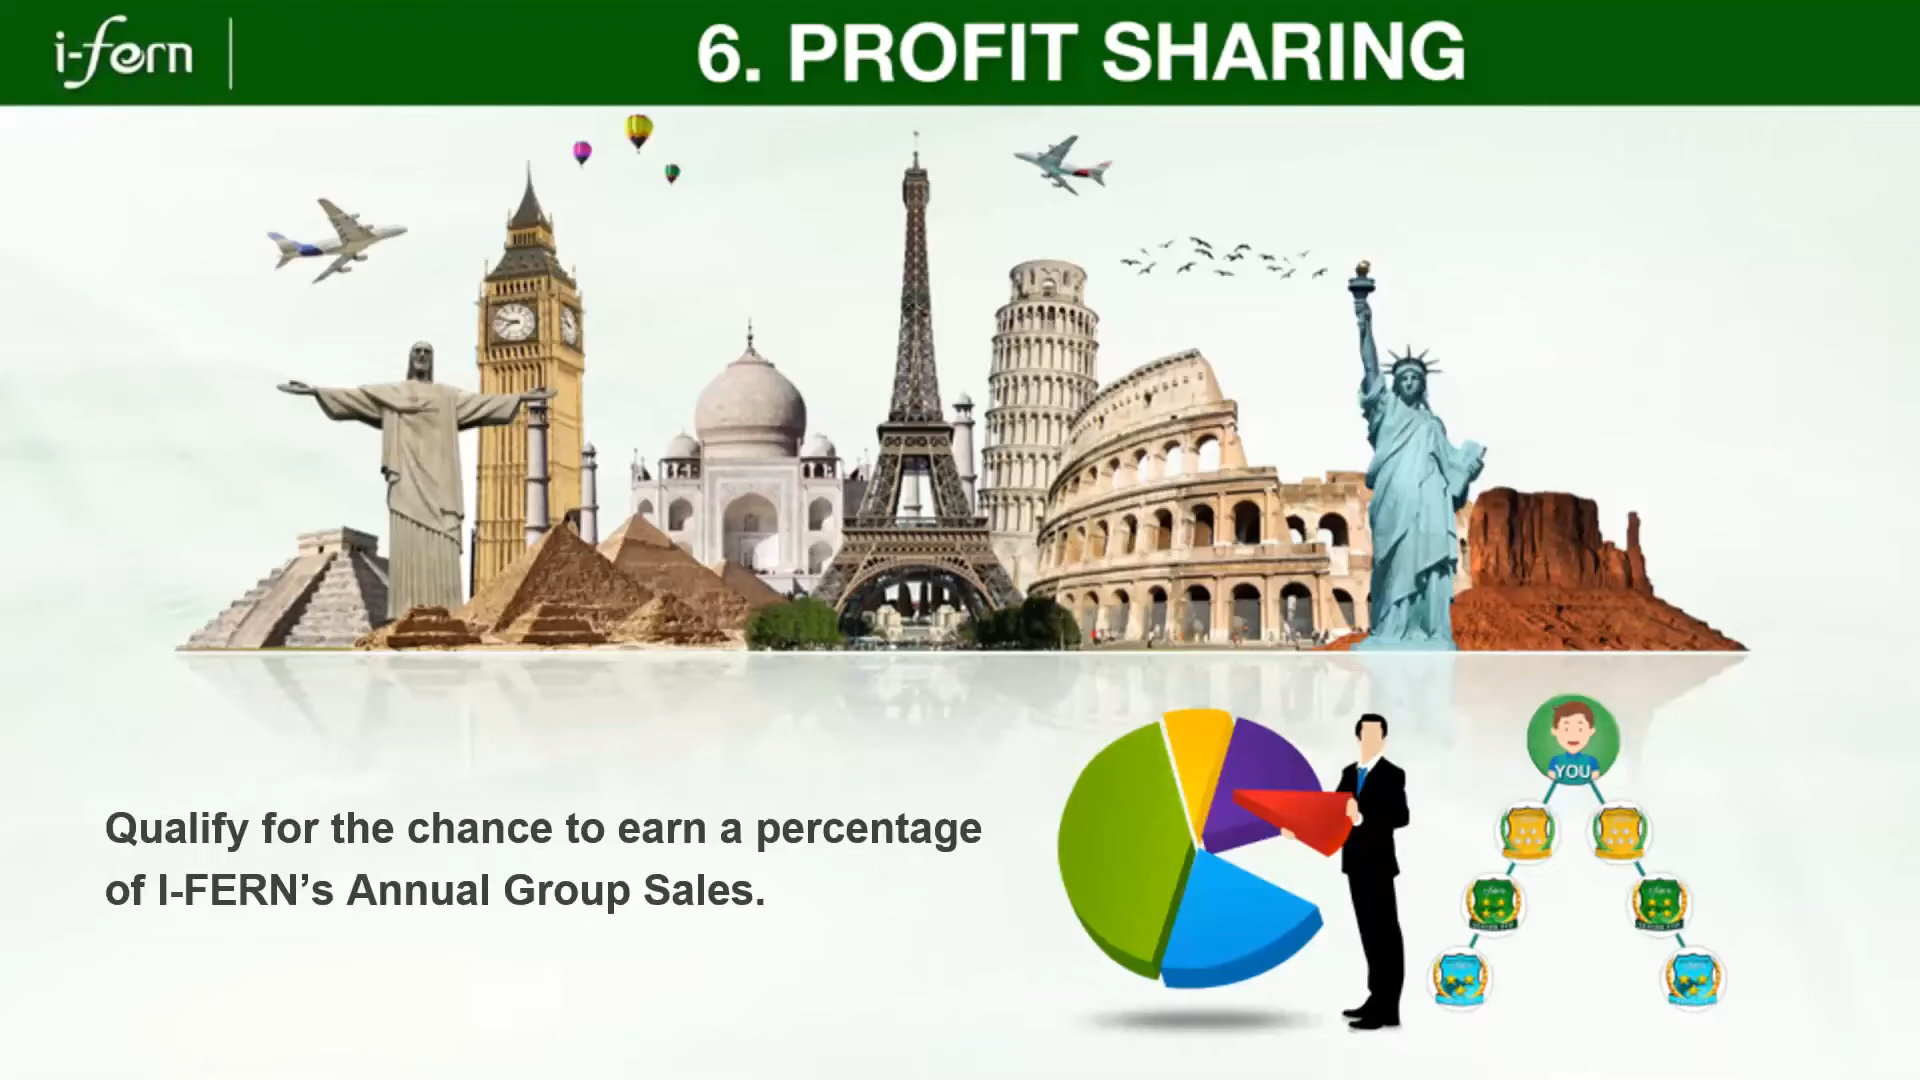 i-fern
6. PROFIT SHARING
YOU
Qualify for the chance to earn a percentage
of I-FERN’s Annual Group Sales.